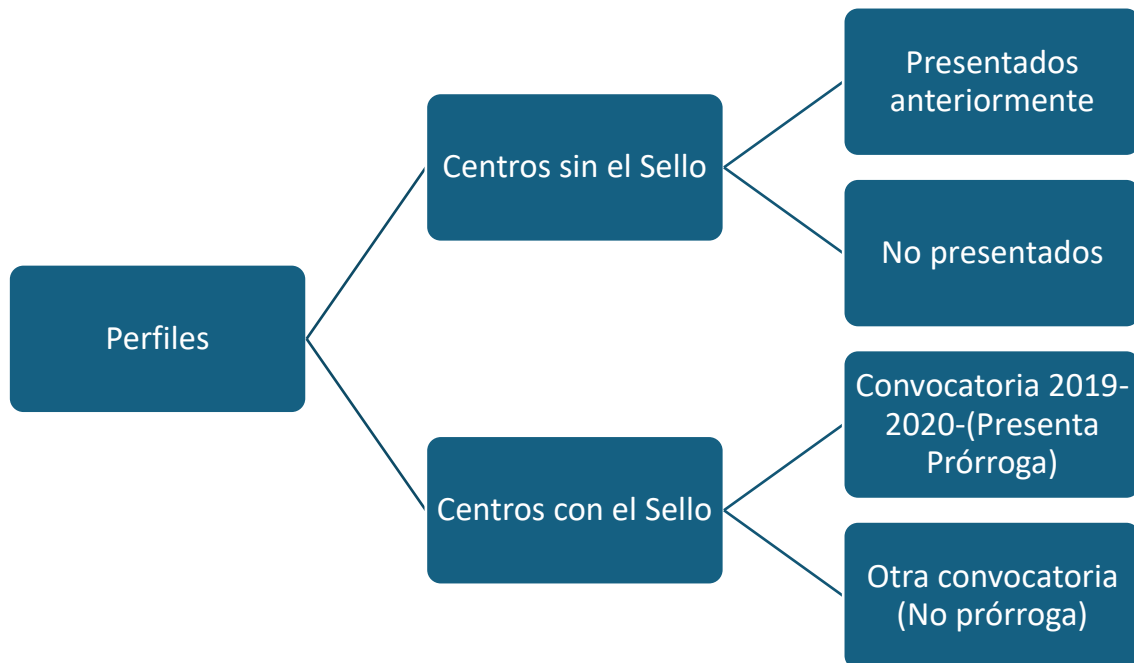 Perfiles
Centros sin el Sello
Presentados
anteriormente
No presentados
Centros con el Sello
Convocatoria 2019-
2020-(Presenta
Prórroga)
Otra convocatoria
(No prórroga)